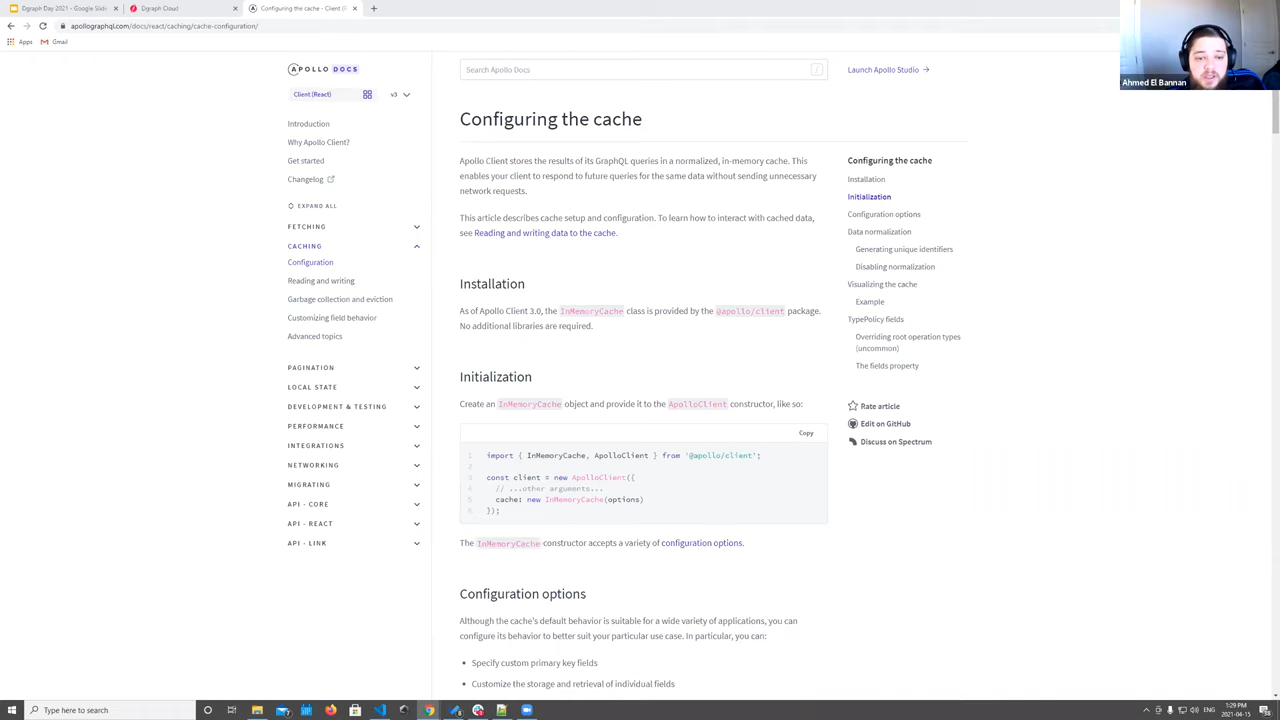 Dgraph Day 2021 - Google Slide
Dgraph Cloud
Configuring the cache - Client (R
apollographql.com/docs/react/caching/cache-configuration/
Apps
Gmail
Ahmed El Bannan
APOLLO DOCS
Search Apollo Docs
/
Launch Apollo Studio
Client (React)
v3
Introduction
Why Apollo Client?
Get started
Changelog
EXPAND ALL
FETCHING
CACHING
Configuration
Reading and writing
Garbage collection and eviction
Customizing field behavior
Advanced topics
PAGINATION
LOCAL STATE
DEVELOPMENT & TESTING
PERFORMANCE
INTEGRATIONS
NETWORKING
MIGRATING
API - CORE
API - REACT
API - LINK
Configuring the cache
Apollo Client stores the results of its GraphQL queries in a normalized, in-memory cache. This
enables your client to respond to future queries for the same data without sending unnecessary
network requests.
This article describes cache setup and configuration. To learn how to interact with cached data,
see Reading and writing data to the cache.
Installation
As of Apollo Client 3.0, the InMemoryCache class is provided by the @apollo/client package.
No additional libraries are required.
Initialization
Create an InMemoryCache object and provide it to the ApolloClient constructor, like so:
Copy
1 import { InMemoryCache, ApolloClient } from '@apollo/client';
2
3 const client = new ApolloClient({
4 // ...other arguments...
5 cache: new InMemoryCache(options)
6 });
The InMemoryCache constructor accepts a variety of configuration options.
Configuration options
Although the cache's default behavior is suitable for a wide variety of applications, you can
configure its behavior to better suit your particular use case. In particular, you can:
Specify custom primary key fields
Customize the storage and retrieval of individual fields
Configuring the cache
Installation
Initialization
Configuration options
Data normalization
Generating unique identifiers
Disabling normalization
Visualizing the cache
Example
TypePolicy fields
Overriding root operation types
(uncommon)
The fields property
Rate article
Edit on GitHub
Discuss on Spectrum
Type here to search
ENG
1:29 PM
2021-04-15